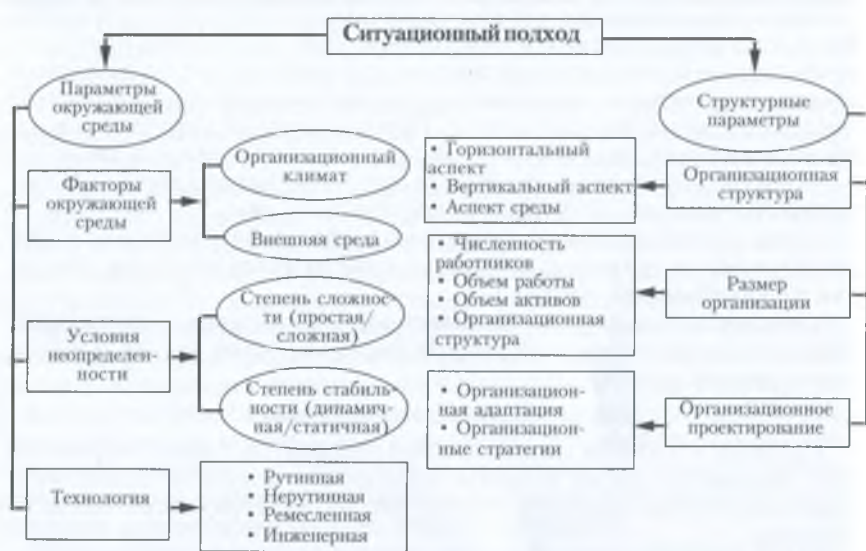 Ситуационный подход
Параметры
окружающей
среды
Факторы
окружающей
среды
Организационный
климат
Внешняя среда
Условия
неопределен-
ности
Степень сложнос-
ти (простая/
сложная)
Степень стабиль-
ности (динамич-
ная/статичная)
Технология
• Рутинная
• Нерутинная
• Ремесленная
• Инженерная
Структурные
параметры
• Горизонтальный
аспект
• Вертикальный аспект
• Аспект среды
Организационная
структура
• Численность
работников
• Объем работы
• Объем активов
• Организационная
структура
Размер
организации
• Организацион-
ная адаптация
• Организацион-
ные стратегии
Организационное
проектирование